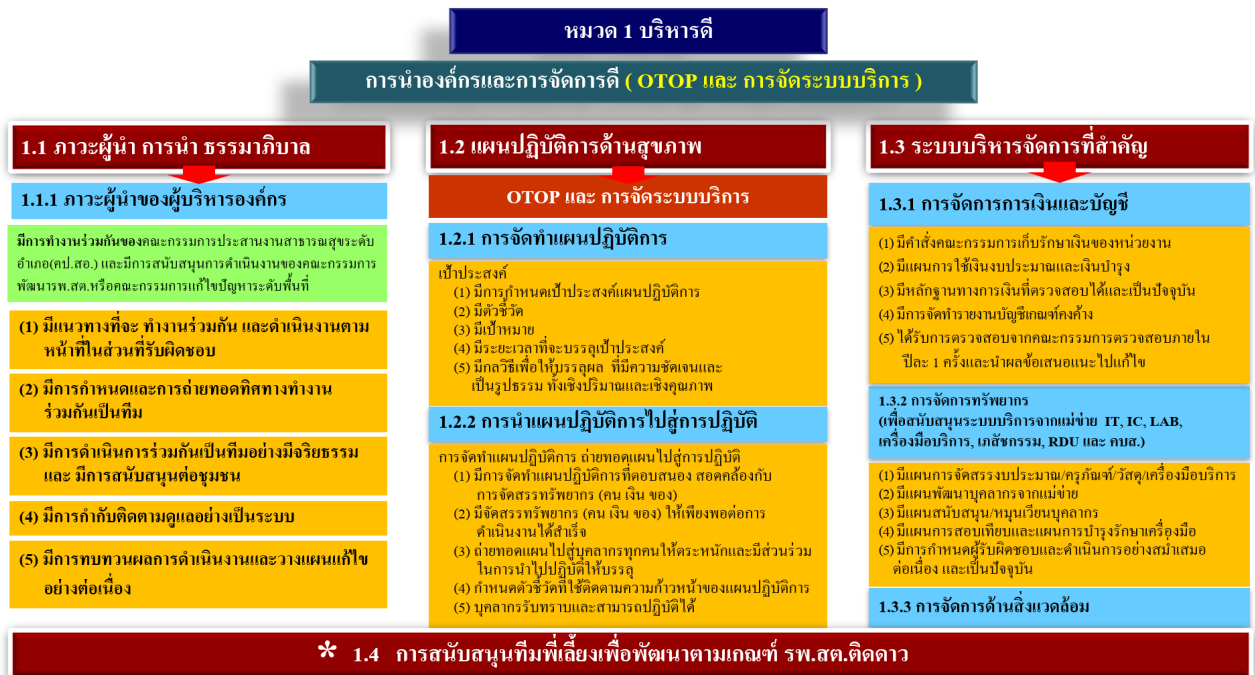 หมวด 1 บริหารดี
การนำองค์กรและการจัดการดี ( OTOP และ การจัดระบบบริการ )
1.1 ภาวะผู้นำ การนำ ธรรมาภิบาล
1.1.1 ภาวะผู้นำของผู้บริหารองค์กร
มีการทำงานร่วมกันของคณะกรรมการประสานงานสาธารณสุขระดับ
อำเภอ(คป.สอ.) และมีการสนับสนุนการดำเนินงานของคณะกรรมการ
พัฒนารพ.สต.หรือคณะกรรมการแก้ไขปัญหาระดับพื้นที่
(1) มีแนวทางที่จะ ทำงานร่วมกัน และดำเนินงานตาม
หน้าที่ในส่วนที่รับผิดชอบ
(2) มีการกำหนดและการถ่ายทอดทิศทางทำงาน
ร่วมกันเป็นทีม
(3) มีการดำเนินการร่วมกันเป็นทีมอย่างมีจริยธรรม
และ มีการสนับสนุนต่อชุมชน
(4) มีการกำกับติดตามดูแลอย่างเป็นระบบ
(5) มีการทบทวนผลการดำเนินงานและวางแผนแก้ไข
อย่างต่อเนื่อง
1.2 แผนปฏิบัติการด้านสุขภาพ
OTOP และ การจัดระบบบริการ
1.2.1 การจัดทำแผนปฏิบัติการ
เป้าประสงค์
(1) มีการกำหนดเป้าประสงค์แผนปฏิบัติการ
(2) มีตัวชี้วัด
(3) มีเป้าหมาย
(4) มีระยะเวลาที่จะบรรลุเป้าประสงค์
(5) มีกลวิธีเพื่อให้บรรลุผล ที่มีความชัดเจนและ
เป็นรูปธรรม ทั้งเชิงปริมาณและเชิงคุณภาพ
1.2.2 การนำแผนปฏิบัติการไปสู่การปฏิบัติ
การจัดทำแผนปฏิบัติการ ถ่ายทอดแผนไปสู่การปฏิบัติ
(1) มีการจัดทำแผนปฏิบัติการที่ตอบสนอง สอดคล้องกับ
การจัดสรรทรัพยากร (คน เงิน ของ)
(2) มีจัดสรรทรัพยากร (คน เงิน ของ) ให้เพียงพอต่อการ
ดำเนินงานได้สำเร็จ
(3) ถ่ายทอดแผนไปสู่บุคลากรทุกคนให้ตระหนักและมีส่วนร่วม
ในการนำไปปฏิบัติให้บรรลุ
(4) กำหนดตัวชี้วัดที่ใช้ติดตามความก้าวหน้าของแผนปฏิบัติการ
(5) บุคลากรรับทราบและสามารถปฏิบัติได้
1.3 ระบบบริหารจัดการที่สำคัญ
1.3.1 การจัดการการเงินและบัญชี
(1) มีคำสั่งคณะกรรมการเก็บรักษาเงินของหน่วยงาน
(2) มีแผนการใช้เงินงบประมาณและเงินบำรุง
(3) มีหลักฐานทางการเงินที่ตรวจสอบได้และเป็นปัจจุบัน
(4) มีการจัดทำรายงานบัญชีเกณฑ์คงค้าง
(5) ได้รับการตรวจสอบจากคณะกรรมการตรวจสอบภายใน
ปีละ 1 ครั้งและนำผลข้อเสนอแนะไปแก้ไข
1.3.2 การจัดการทรัพยากร
(เพื่อสนับสนุนระบบบริการจากแม่ข่าย IT, IC, LAB,
เครื่องมือบริการ, เภสัชกรรม, RDU และ คบส.)
(1) มีแผนการจัดสรรงบประมาณ/ครุภัณฑ์/วัสดุ/เครื่องมือบริการ
(2) มีแผนพัฒนาบุคลากรจากแม่ข่าย
(3) มีแผนสนับสนุน/หมุนเวียนบุคลากร
(4) มีแผนการสอบเทียบและแผนการบำรุงรักษาเครื่องมือ
(5) มีการกำหนดผู้รับผิดชอบและดำเนินการอย่างสม่ำเสมอ
ต่อเนื่อง และเป็นปัจจุบัน
1.3.3 การจัดการด้านสิ่งแวดล้อม
* 1.4 การสนับสนุนทีมพี่เลี้ยงเพื่อพัฒนาตามเกณฑ์ รพ.สต.ติดดาว